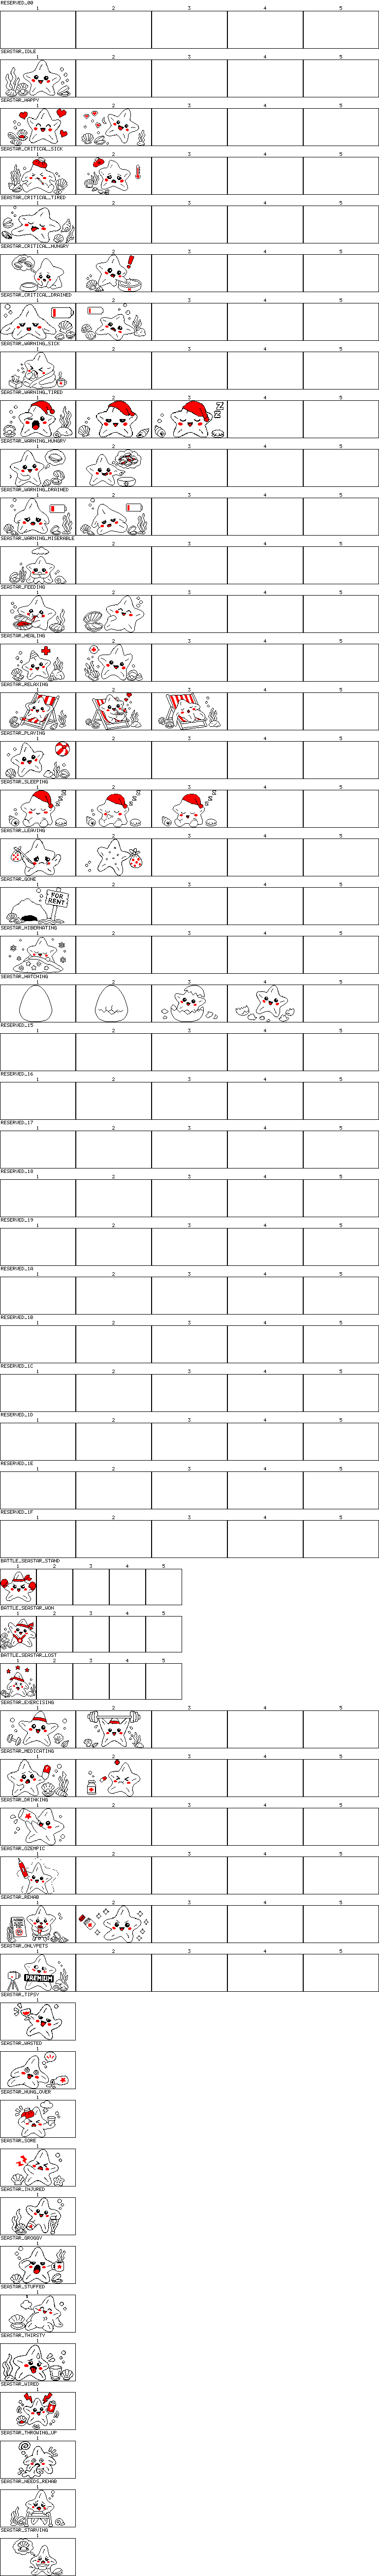 RESERVED_00
1 2 3 4 5
SEASTAR_IDLE
1 2 3 4 5
SEASTAR_HAPPY
1 2 3 4 5
SEASTAR_CRITICAL_SICK
1 2 3 4 5
SEASTAR_CRITICAL_TIRED
1 2 3 4 5
SEASTAR_CRITICAL_HUNGRY
1 2 3 4 5
SEASTAR_CRITICAL_DRAINED
1 2 3 4 5
SEASTAR_WARNING_SICK
1 2 3 4 5
SEASTAR_WARNING_TIRED
1 2 3 4 5
SEASTAR_WARNING_HUNGRY
1 2 3 4 5
SEASTAR_WARNING_DRAINED
1 2 3 4 5
SEASTAR_WARNING_MISERABLE
1 2 3 4 5
SEASTAR_FEEDING
1 2 3 4 5
SEASTAR_HEALING
1 2 3 4 5
SEASTAR_RELAXING
1 2 3 4 5
SEASTAR_PLAYING
1 2 3 4 5
SEASTAR_SLEEPING
1 2 3 4 5
SEASTAR_LEAVING
1 2 3 4 5
SEASTAR_GONE
1 2 3 4 5
FOR
RENT
SEASTAR_HIBERNATING
1 2 3 4 5
SEASTAR_HATCHING
1 2 3 4 5
RESERVED_15
1 2 3 4 5
RESERVED_16
1 2 3 4 5
RESERVED_17
1 2 3 4 5
RESERVED_18
1 2 3 4 5
RESERVED_19
1 2 3 4 5
RESERVED_1A
1 2 3 4 5
RESERVED_1B
1 2 3 4 5
RESERVED_1C
1 2 3 4 5
RESERVED_1D
1 2 3 4 5
RESERVED_1E
1 2 3 4 5
RESERVED_1F
1 2 3 4 5
BATTLE_SEASTAR_STAND
1 2 3 4 5
BATTLE_SEASTAR_WON
1 2 3 4 5
BATTLE_SEASTAR_LOST
1 2 3 4 5
SEASTAR_EXERCISING
1 2 3 4 5
SEASTAR_MEDICATING
1 2 3 4 5
SEASTAR_DRINKING
1 2 3 4 5
SEASTAR_OZEMPIC
1 2 3 4 5
SEASTAR_REHAB
1 2 3 4 5
SEASTAR_ONLYPETS
1 2 3 4 5
PREMIUM
SEASTAR_TIPSY
1
SEASTAR_WASTED
1
SEASTAR_HUNG_OVER
1
SEASTAR_SORE
1
SEASTAR_INJURED
1
SEASTAR_GROGGY
1
SEASTAR_STUFFED
1
SEASTAR_THIRSTY
1
SEASTAR_WIRED
1
SEASTAR_THROWING_UP
1
SEASTAR_NEEDS_REHAB
1
SEASTAR_STARVING
1